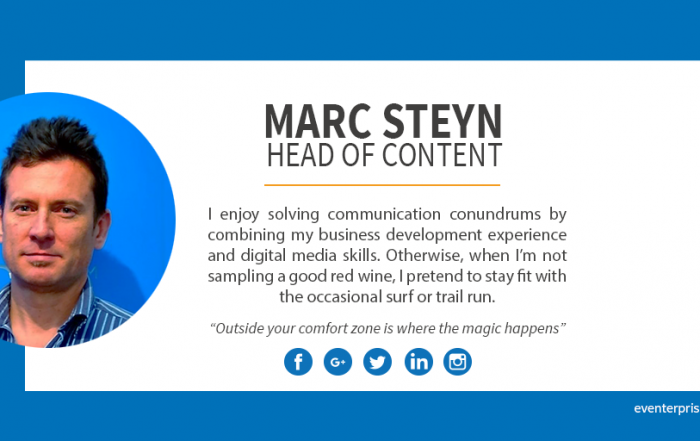 MARC STEYN
HEAD OF CONTENT
I enjoy solving communication conundrums by
combining my business development experience
and digital media skills. Otherwise, when I’m not
sampling a good red wine, I pretend to stay fit with
the occasional surf or trail run.
“Outside your comfort zone is where the magic happens”
f G+ in
eventerpris